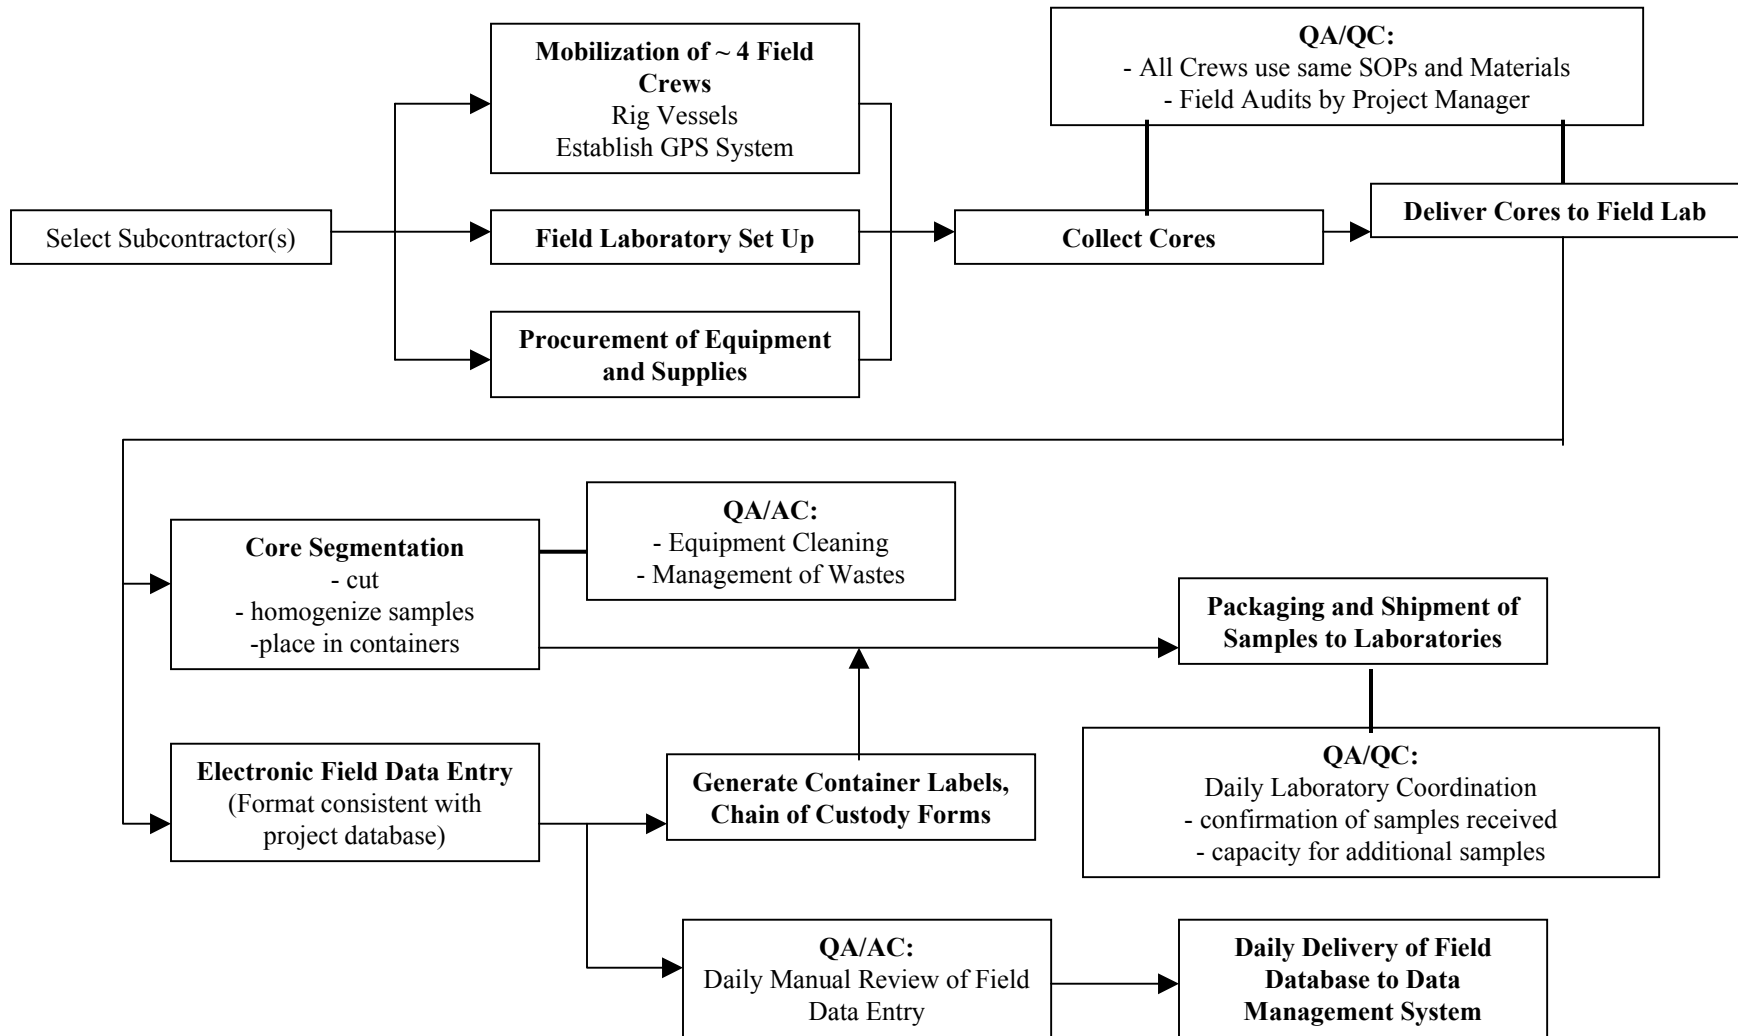 Mobilization of ~ 4 Field
Crews
Rig Vessels
Establish GPS System
QA/QC:
- All Crews use same SOPs and Materials
- Field Audits by Project Manager
Select Subcontractor(s)
Field Laboratory Set Up
Collect Cores
Deliver Cores to Field Lab
Procurement of Equipment
and Supplies
Core Segmentation
- cut
- homogenize samples
-place in containers
QA/AC:
- Equipment Cleaning
- Management of Wastes
Packaging and Shipment of
Samples to Laboratories
Electronic Field Data Entry
(Format consistent with
project database)
Generate Container Labels,
Chain of Custody Forms
QA/QC:
Daily Laboratory Coordination
- confirmation of samples received
- capacity for additional samples
QA/AC:
Daily Manual Review of Field
Data Entry
Daily Delivery of Field
Database to Data
Management System